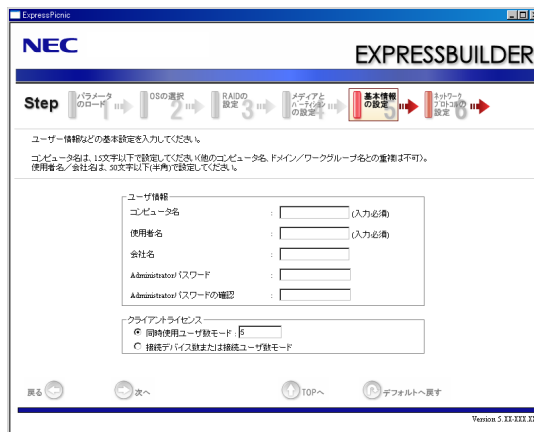 ExpressPicnic
NEC
EXPRESSBUILDER
Step
パラメータのロード 1
OSの選択 2
RAIDの設定 3
メディアとパーティションの設定 4
基本情報の設定 5
ネットワークプロトコルの設定 6
ユーザー情報などの基本設定を入力してください。
コンピュータ名は、15文字以下で設定してください(他のコンピュータ名、ドメイン/ワークグループ名との重複は不可)。
使用者名/会社名は、50文字以下(半角)で設定してください。
ユーザ情報
コンピュータ名 : (入力必須)
使用者名 : (入力必須)
会社名 :
Administratorパスワード :
Administratorパスワードの確認 :
クライアントライセンス
同時使用ユーザ数モード : 5
接続デバイス数または接続ユーザ数モード
戻る 次へ TOPへ デフォルトへ戻す
Version 5.XX-XXX.XX